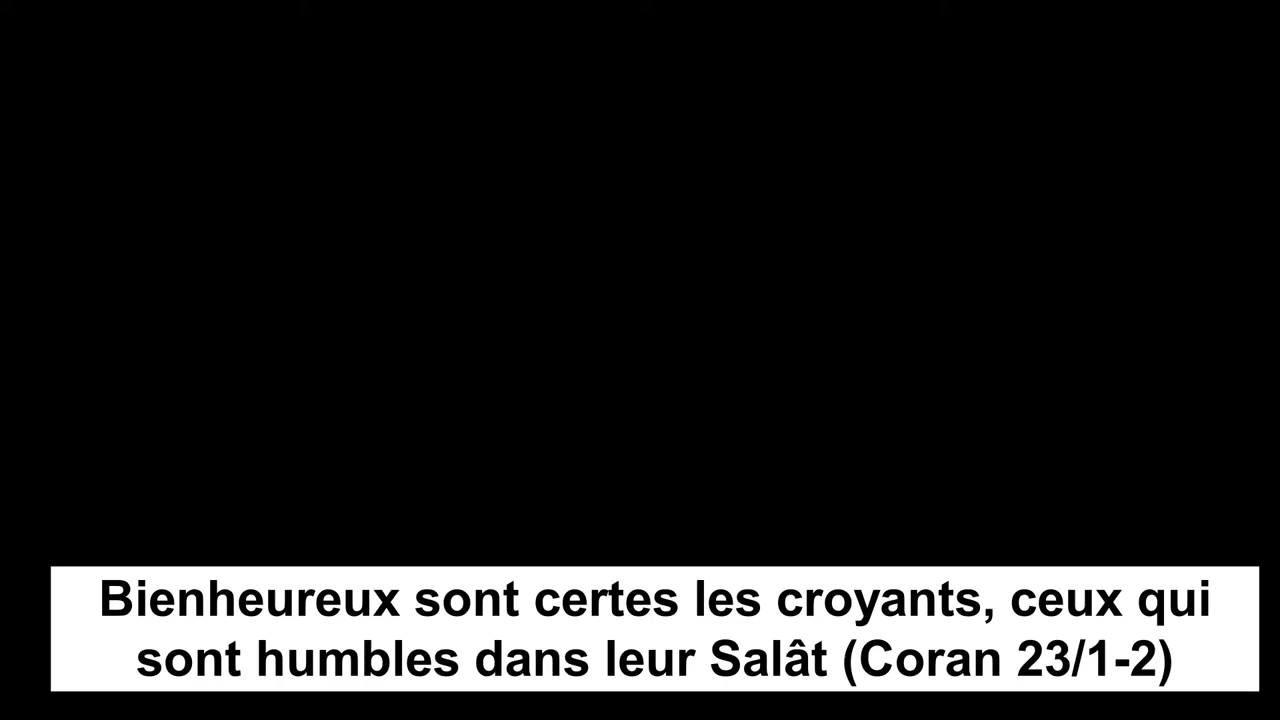 Bienheureux sont certes les croyants, ceux qui
sont humbles dans leur Salât (Coran 23/1-2)